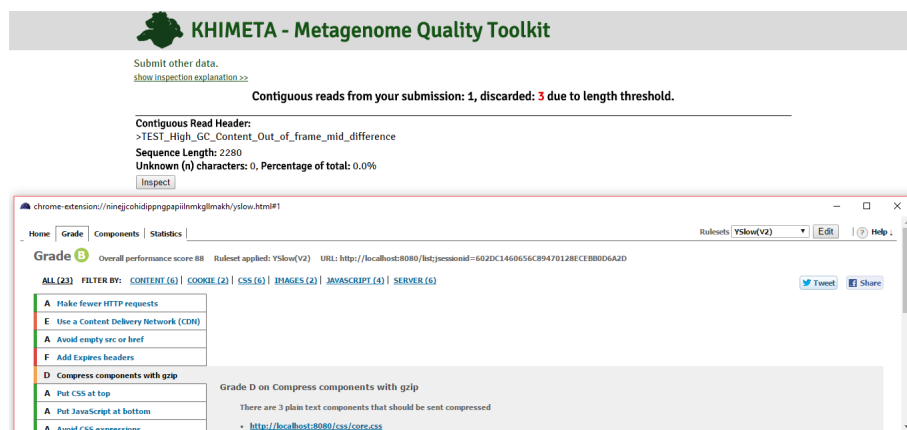 KHIMETA - Metagenome Quality Toolkit
Submit other data.
show inspection explanation >>
Contiguous reads from your submission: 1, discarded: 3 due to length threshold.
Contiguous Read Header:
>TEST_High_GC_Content_Out_of_frame_mid_difference
Sequence Length: 2280
Unknown (n) characters: 0, Percentage of total: 0.0%
Inspect
chrome-extension://ninejjcohidippngpapiilnmkgllmakh/yslow.html#1
Home Grade Components Statistics Rulesets YSlow(V2) Edit ? Help ↓
Grade B Overall performance score 88 Ruleset applied: YSlow(V2) URL: http://localhost:8080/list;jsessionid=602DC1460656C89470128ECEBB0D6A2D
ALL (23) FILTER BY: CONTENT (6) | COOKIE (2) | CSS (6) | IMAGES (2) | JAVASCRIPT (4) | SERVER (6) Tweet Share
A Make fewer HTTP requests
E Use a Content Delivery Network (CDN)
A Avoid empty src or href
F Add Expires headers
D Compress components with gzip
A Put CSS at top
A Put JavaScript at bottom
A Avoid CSS expressions
Grade D on Compress components with gzip
There are 3 plain text components that should be sent compressed
• http://localhost:8080/css/core.css